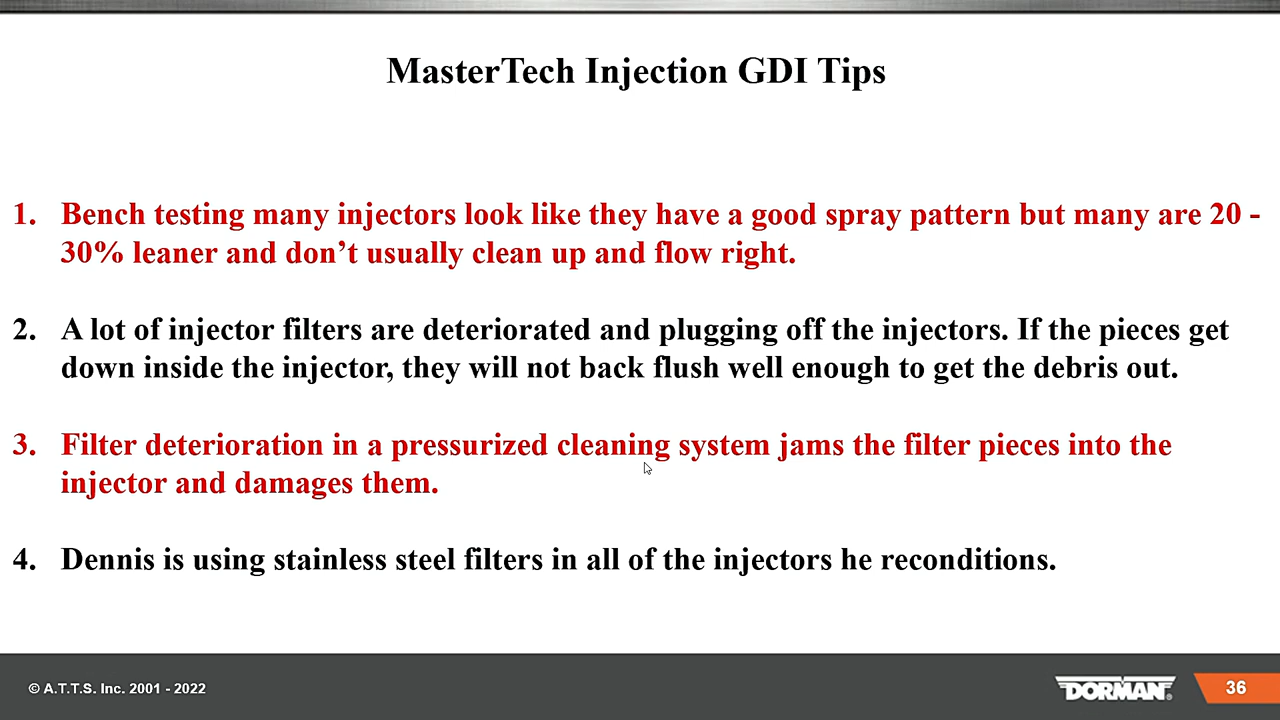 MasterTech Injection GDI Tips
1. Bench testing many injectors look like they have a good spray pattern but many are 20 -
30% leaner and don’t usually clean up and flow right.
2. A lot of injector filters are deteriorated and plugging off the injectors. If the pieces get
down inside the injector, they will not back flush well enough to get the debris out.
3. Filter deterioration in a pressurized cleaning system jams the filter pieces into the
injector and damages them.
4. Dennis is using stainless steel filters in all of the injectors he reconditions.
© A.T.T.S. Inc. 2001 - 2022
DORMAN®
36